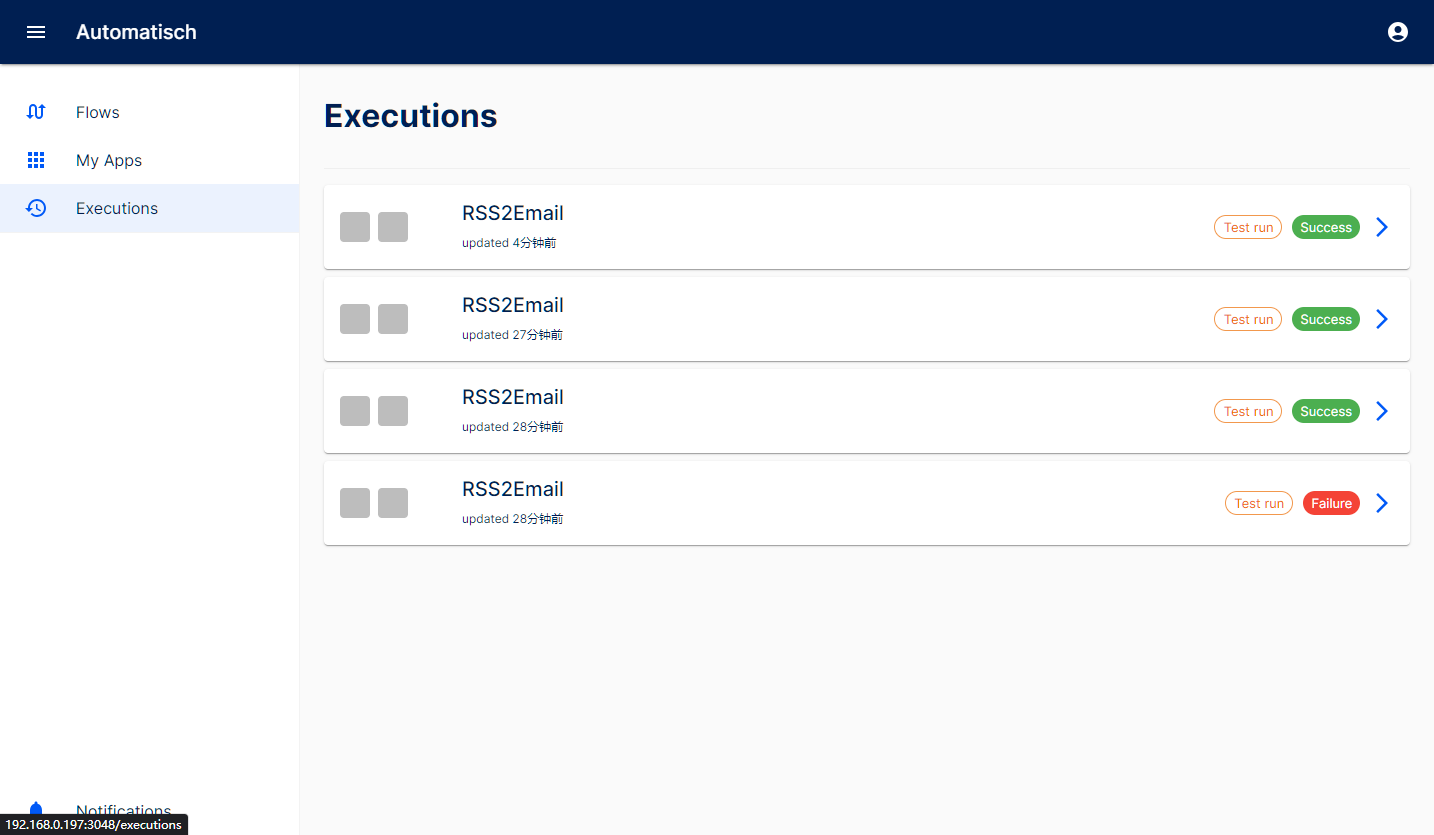 Automatisch
Flows
My Apps
Executions
Executions
RSS2Email
updated 4分钟前
Test run
Success
RSS2Email
updated 27分钟前
Test run
Success
RSS2Email
updated 28分钟前
Test run
Success
RSS2Email
updated 28分钟前
Test run
Failure
Notifications
192.168.0.197:3048/executions